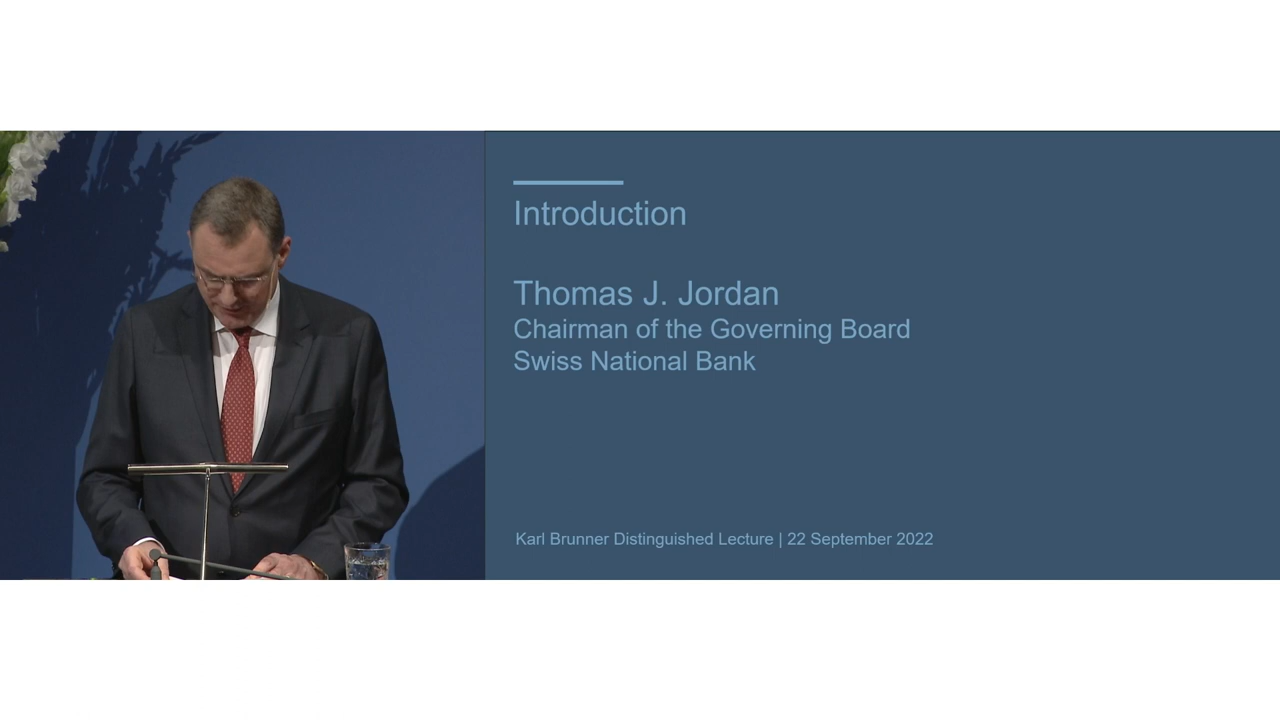 Introduction
Thomas J. Jordan
Chairman of the Governing Board
Swiss National Bank
Karl Brunner Distinguished Lecture | 22 September 2022